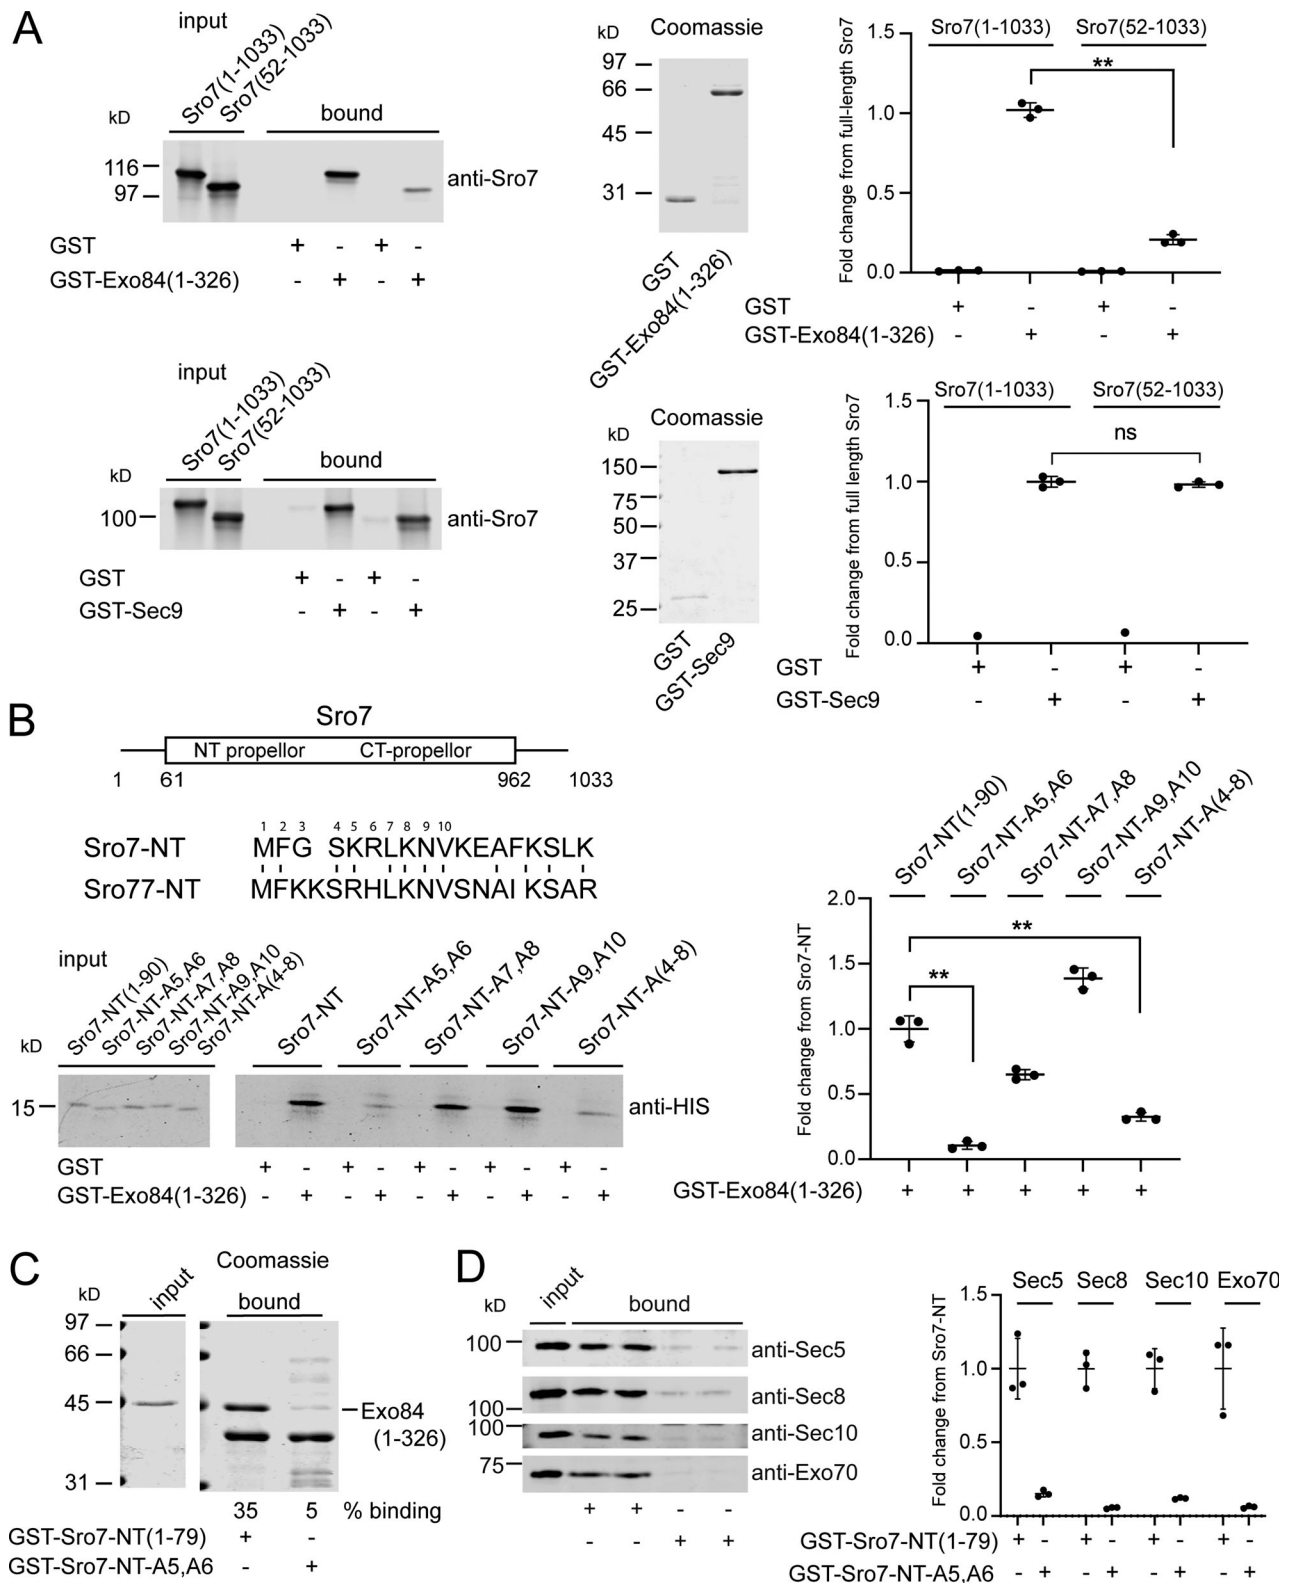 A
input
Sro7(1-1033)
Sro7(52-1033)
bound
kD
116
97
anti-Sro7
GST + - + -
GST-Exo84(1-326) - + - +
Coomassie
kD
97
66
45
31
GST
GST-Exo84(1-326)
Fold change from full-length Sro7
1.5
1.0
0.5
0.0
Sro7(1-1033) Sro7(52-1033)
**
GST + - + -
GST-Exo84(1-326) - + - +
input
Sro7(1-1033)
Sro7(52-1033)
bound
kD
100
anti-Sro7
GST + - + -
GST-Sec9 - + - +
Coomassie
kD
150
75
50
37
25
GST
GST-Sec9
Fold change from full length Sro7
1.5
1.0
0.5
0.0
Sro7(1-1033) Sro7(52-1033)
ns
GST + - + -
GST-Sec9 - + - +
B
Sro7
NT propellor CT-propellor
1 61 962 1033
1 2 3 4 5 6 7 8 9 10
Sro7-NT MFG SKRLKNVKEAFKSLK
Sro77-NT MFKKSRHLKNVSNAI KSAR
input
Sro7-NT(1-90)
Sro7-NT-A5,A6
Sro7-NT-A7,A8
Sro7-NT-A9,A10
Sro7-NT-A(4-8)
Sro7-NT
Sro7-NT-A5,A6
Sro7-NT-A7,A8
Sro7-NT-A9,A10
Sro7-NT-A(4-8)
kD
15
anti-HIS
GST + - + - + - + - + -
GST-Exo84(1-326) - + - + - + - + - +
Sro7-NT(1-90)
Sro7-NT-A5,A6
Sro7-NT-A7,A8
Sro7-NT-A9,A10
Sro7-NT-A(4-8)
Fold change from Sro7-NT
2.0
1.5
1.0
0.5
0.0
**
**
GST-Exo84(1-326) + + + + +
C
Coomassie
kD
input
bound
97
66
45
31
Exo84
(1-326)
35 5 % binding
GST-Sro7-NT(1-79) + -
GST-Sro7-NT-A5,A6 - +
D
kD
input
bound
100
anti-Sec5
anti-Sec8
100
100
anti-Sec10
75
anti-Exo70
+ + - -
- - + -
Fold change from Sro7-NT
1.5
1.0
0.5
0.0
Sec5 Sec8 Sec10 Exo70
GST-Sro7-NT(1-79) + - + - + - + -
GST-Sro7-NT-A5,A6 - + - + - + - +